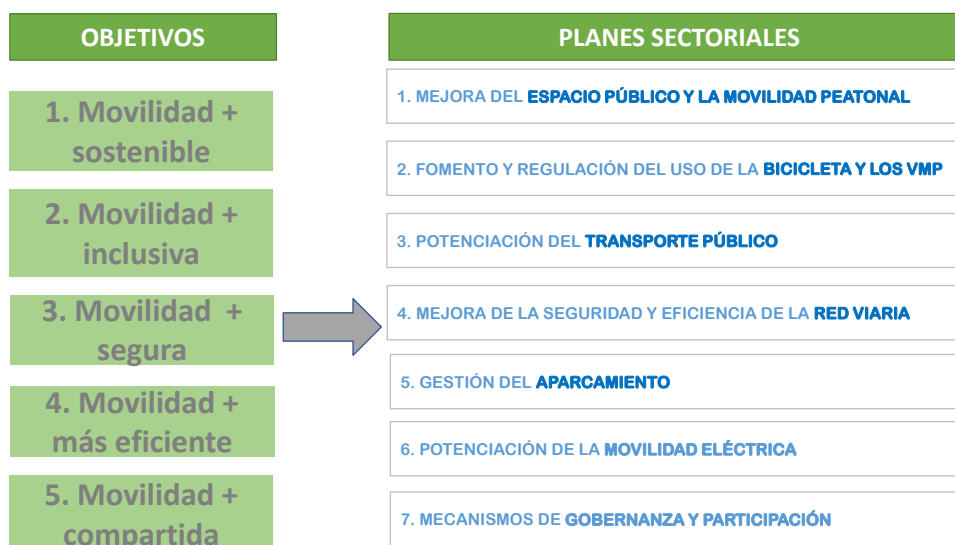 OBJETIVOS
1. Movilidad +
sostenible
2. Movilidad +
inclusiva
3. Movilidad +
segura
4. Movilidad +
más eficiente
5. Movilidad +
compartida
PLANES SECTORIALES
1. MEJORA DEL ESPACIO PÚBLICO Y LA MOVILIDAD PEATONAL
2. FOMENTO Y REGULACIÓN DEL USO DE LA BICICLETA Y LOS VMP
3. POTENCIACIÓN DEL TRANSPORTE PÚBLICO
4. MEJORA DE LA SEGURIDAD Y EFICIENCIA DE LA RED VIARIA
5. GESTIÓN DEL APARCAMIENTO
6. POTENCIACIÓN DE LA MOVILIDAD ELÉCTRICA
7. MECANISMOS DE GOBERNANZA Y PARTICIPACIÓN